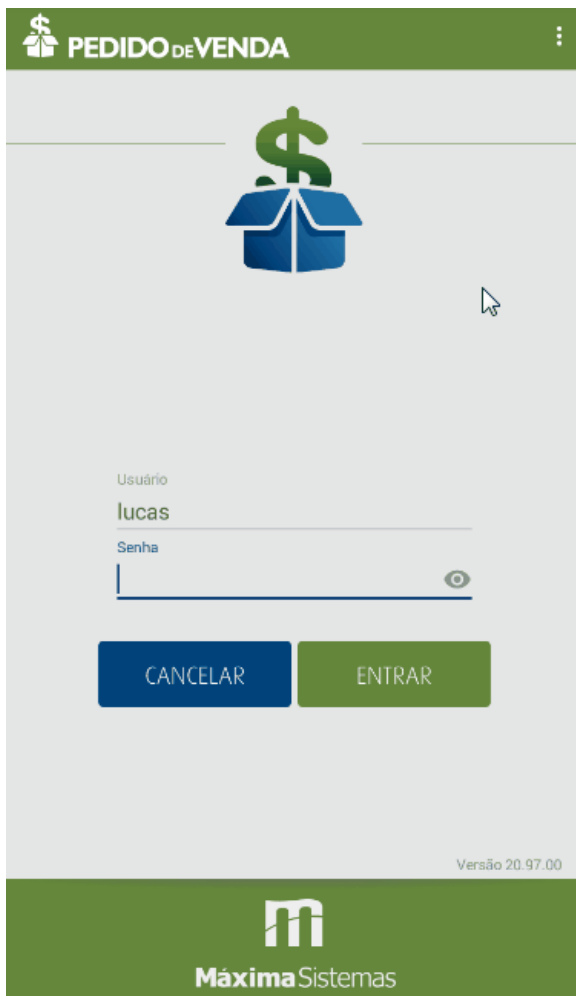 PEDIDO DE VENDA
Usuário
lucas
Senha
CANCELAR
ENTRAR
Versão 20.97.00
Máxima Sistemas